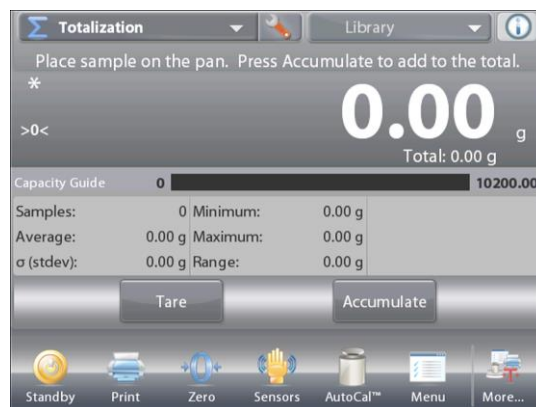 Σ Totalization Library
Place sample on the pan. Press Accumulate to add to the total.
*
>0<
0.00 g
Total: 0.00 g
Capacity Guide 0 10200.00
Samples: 0 Minimum: 0.00 g
Average: 0.00 g Maximum: 0.00 g
σ (stdev): 0.00 g Range: 0.00 g
Tare Accumulate
Standby Print Zero Sensors AutoCal™ Menu More...